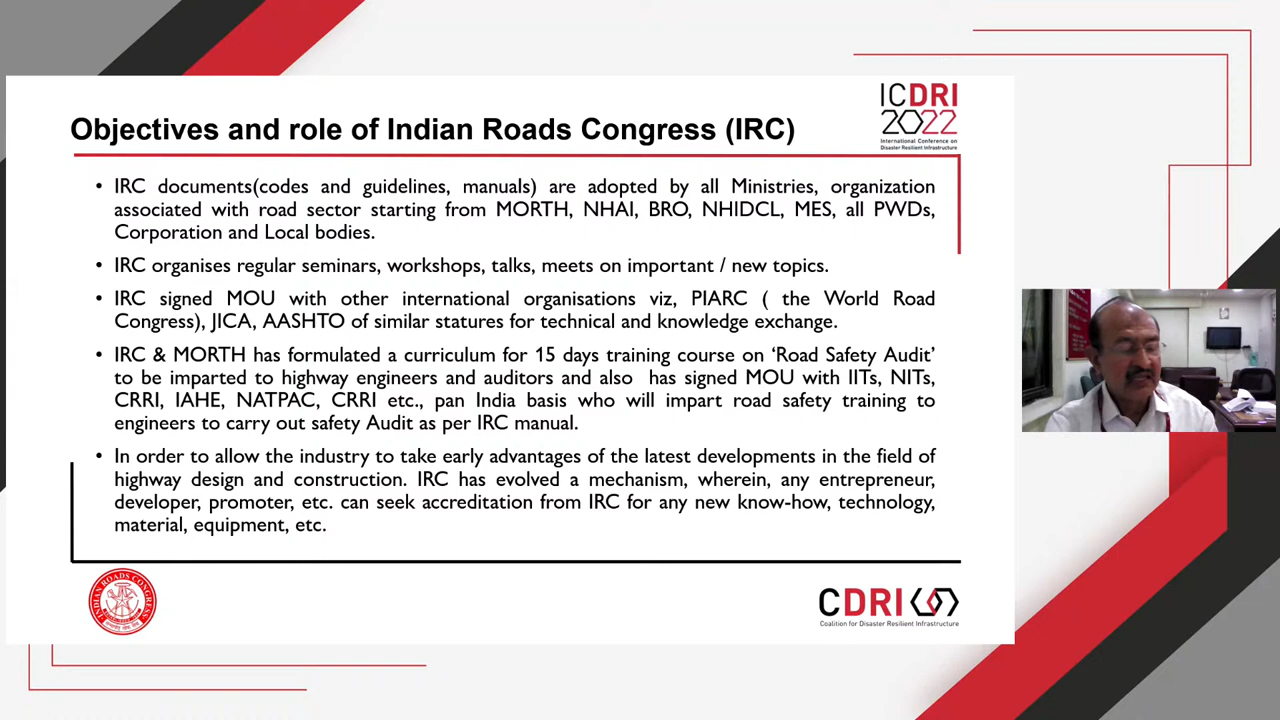 Objectives and role of Indian Roads Congress (IRC)
ICDRI
2022
International Conference on
Disaster Resilient Infrastructure
• IRC documents(codes and guidelines, manuals) are adopted by all Ministries, organization
associated with road sector starting from MORTH, NHAI, BRO, NHIDCL, MES, all PWDs,
Corporation and Local bodies.
• IRC organises regular seminars, workshops, talks, meets on important / new topics.
• IRC signed MOU with other international organisations viz, PIARC ( the World Road
Congress), JICA, AASHTO of similar statures for technical and knowledge exchange.
• IRC & MORTH has formulated a curriculum for 15 days training course on ‘Road Safety Audit’
to be imparted to highway engineers and auditors and also has signed MOU with IITs, NITs,
CRRI, IAHE, NATPAC, CRRI etc., pan India basis who will impart road safety training to
engineers to carry out safety Audit as per IRC manual.
• In order to allow the industry to take early advantages of the latest developments in the field of
highway design and construction. IRC has evolved a mechanism, wherein, any entrepreneur,
developer, promoter, etc. can seek accreditation from IRC for any new know-how, technology,
material, equipment, etc.
INDIAN ROADS CONGRESS
CDRI
Coalition for Disaster Resilient Infrastructure